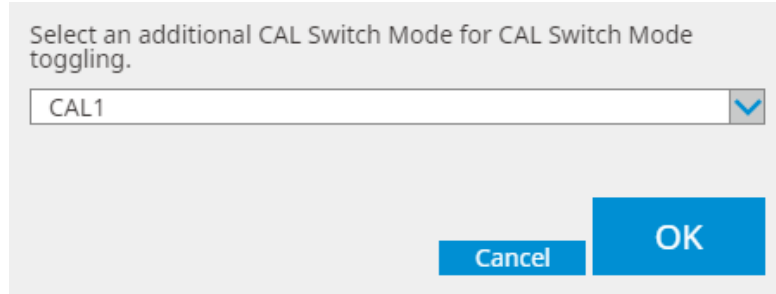 Select an additional CAL Switch Mode for CAL Switch Mode
toggling.
CAL1
OK
Cancel